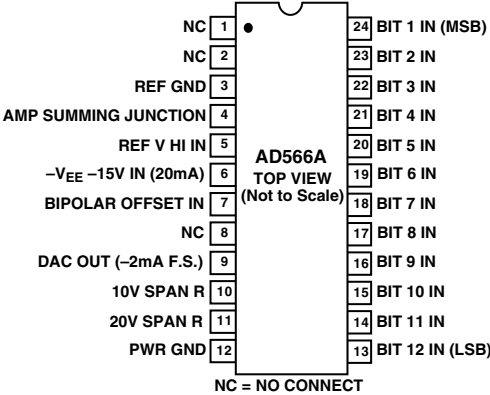 NC 1
NC 2
REF GND 3
AMP SUMMING JUNCTION 4
REF V HI IN 5
–VEE –15V IN (20mA) 6
BIPOLAR OFFSET IN 7
NC 8
DAC OUT (–2mA F.S.) 9
10V SPAN R 10
20V SPAN R 11
PWR GND 12
AD566A
TOP VIEW
(Not to Scale)
24 BIT 1 IN (MSB)
23 BIT 2 IN
22 BIT 3 IN
21 BIT 4 IN
20 BIT 5 IN
19 BIT 6 IN
18 BIT 7 IN
17 BIT 8 IN
16 BIT 9 IN
15 BIT 10 IN
14 BIT 11 IN
13 BIT 12 IN (LSB)
NC = NO CONNECT